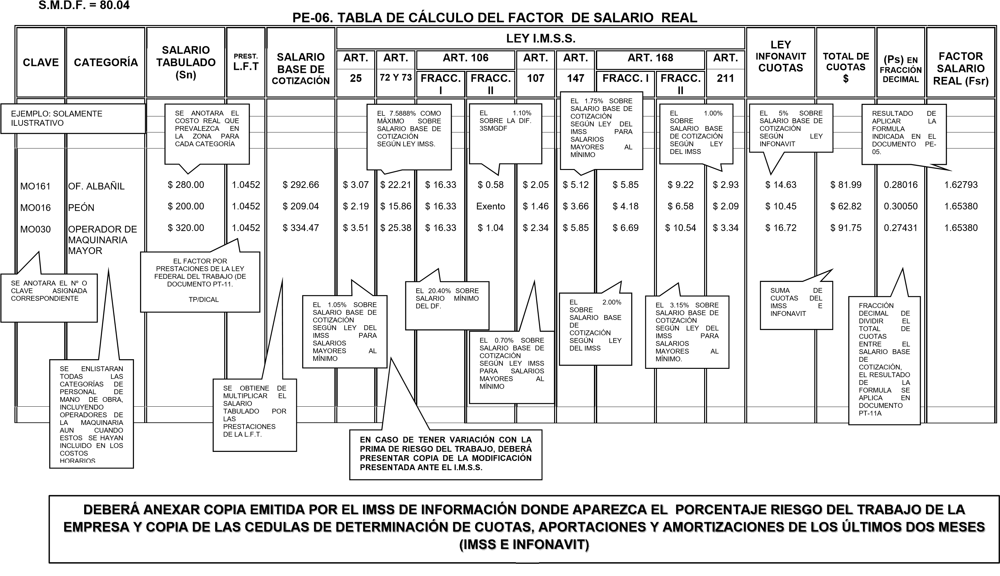 S.M.D.F. = 80.04
PE-06. TABLA DE CÁLCULO DEL FACTOR DE SALARIO REAL
CLAVE
CATEGORÍA
SALARIO
TABULADO
(Sn)
PREST.
L.F.T
SALARIO
BASE DE
COTIZACIÓN
LEY I.M.S.S.
ART.
25
ART.
72 Y 73
ART. 106
FRACC.
I
FRACC.
II
ART.
107
ART.
147
ART. 168
FRACC. I
FRACC.
II
ART.
211
LEY
INFONAVIT
CUOTAS
TOTAL DE
CUOTAS
$
(Ps) EN
FRACCIÓN
DECIMAL
FACTOR
SALARIO
REAL (Fsr)
EJEMPLO: SOLAMENTE
ILUSTRATIVO
SE ANOTARA EL
COSTO REAL QUE
PREVALEZCA EN
LA ZONA PARA
CADA CATEGORÍA
EL 7.5888% COMO
MÁXIMO SOBRE
SALARIO BASE DE
COTIZACIÓN
SEGÚN LEY IMSS.
EL 1.10%
SOBRE LA DIF.
3SMGDF
EL 1.75% SOBRE
SALARIO BASE DE
COTIZACIÓN
SEGÚN LEY DEL
IMSS PARA
SALARIOS
MAYORES AL
MÍNIMO
EL 1.00%
SOBRE
SALARIO BASE
DE COTIZACIÓN
SEGÚN LEY
DEL IMSS
EL 5% SOBRE
SALARIO BASE DE
COTIZACIÓN
SEGÚN LEY
INFONAVIT
RESULTADO DE
APLICAR LA
FORMULA
INDICADA EN EL
DOCUMENTO PE-
05.
MO161 OF. ALBAÑIL $ 280.00 1.0452 $ 292.66 $ 3.07 $ 22.21 $ 16.33 $ 0.58 $ 2.05 $ 5.12 $ 5.85 $ 9.22 $ 2.93 $ 14.63 $ 81.99 0.28016 1.62793
MO016 PEÓN $ 200.00 1.0452 $ 209.04 $ 2.19 $ 15.86 $ 16.33 Exento $ 1.46 $ 3.66 $ 4.18 $ 6.58 $ 2.09 $ 10.45 $ 62.82 0.30050 1.65380
MO030 OPERADOR DE $ 320.00 1.0452 $ 334.47 $ 3.51 $ 25.38 $ 16.33 $ 1.04 $ 2.34 $ 5.85 $ 6.69 $ 10.54 $ 3.34 $ 16.72 $ 91.75 0.27431 1.65380
MAQUINARIA
MAYOR
SE ANOTARA EL Nº O
CLAVE ASIGNADA
CORRESPONDIENTE
EL FACTOR POR
PRESTACIONES DE LA LEY
FEDERAL DEL TRABAJO (DE
DOCUMENTO PT-11.
TP/DICAL
EL 1.05% SOBRE
SALARIO BASE DE
COTIZACIÓN
SEGÚN LEY DEL
IMSS PARA
SALARIOS
MAYORES AL
MÍNIMO
EL 20.40% SOBRE
SALARIO MÍNIMO
DEL DF.
EL 0.70% SOBRE
SALARIO BASE DE
COTIZACIÓN
SEGÚN LEY IMSS
PARA SALARIOS
MAYORES AL
MÍNIMO
EL 2.00%
SOBRE
SALARIO BASE
DE
COTIZACIÓN
SEGÚN LEY
DEL IMSS
EL 3.15% SOBRE
SALARIO BASE DE
COTIZACIÓN
SEGÚN LEY DEL
IMSS PARA
SALARIOS
MAYORES AL
MÍNIMO.
SUMA DE
CUOTAS DEL
IMSS E
INFONAVIT
FRACCIÓN
DECIMAL DE
DIVIDIR EL
TOTAL DE
CUOTAS
ENTRE EL
SALARIO BASE
DE
COTIZACIÓN,
EL RESULTADO
DE LA
FORMULA SE
APLICA EN
DOCUMENTO
PT-11A
SE ENLISTARAN
TODAS LAS
CATEGORÍAS DE
PERSONAL DE
MANO DE OBRA,
INCLUYENDO
OPERADORES DE
LA MAQUINARIA
AUN CUANDO
ESTOS SE HAYAN
INCLUIDO EN LOS
COSTOS
HORARIOS
SE OBTIENE DE
MULTIPLICAR EL
SALARIO
TABULADO POR
LAS
PRESTACIONES
DE LA L.F.T.
EN CASO DE TENER VARIACIÓN CON LA
PRIMA DE RIESGO DEL TRABAJO, DEBERÁ
PRESENTAR COPIA DE LA MODIFICACIÓN
PRESENTADA ANTE EL I.M.S.S.
DEBERÁ ANEXAR COPIA EMITIDA POR EL IMSS DE INFORMACIÓN DONDE APAREZCA EL PORCENTAJE RIESGO DEL TRABAJO DE LA
EMPRESA Y COPIA DE LAS CEDULAS DE DETERMINACIÓN DE CUOTAS, APORTACIONES Y AMORTIZACIONES DE LOS ÚLTIMOS DOS MESES
(IMSS E INFONAVIT)